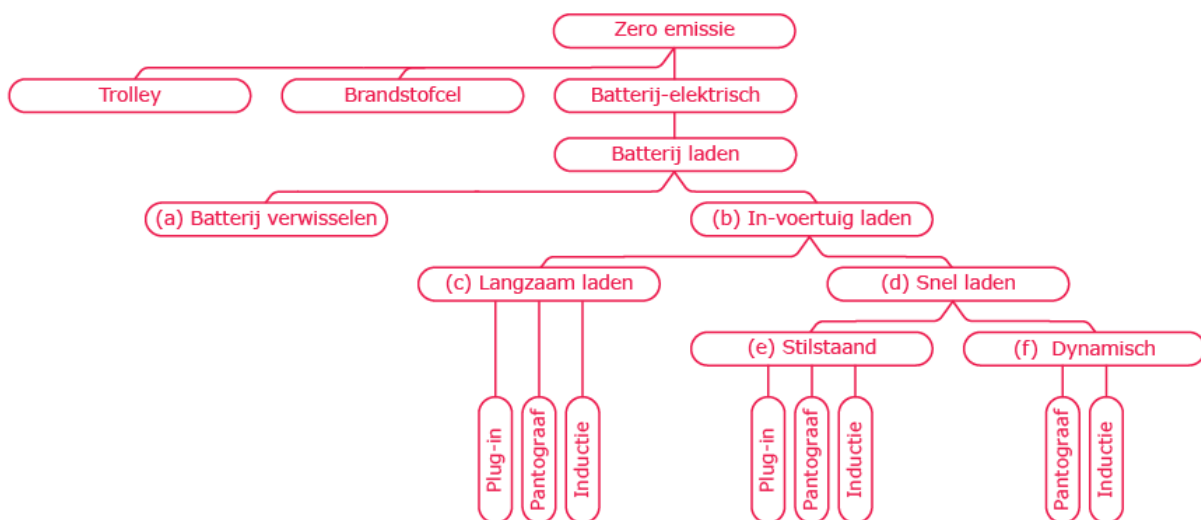 Zero emissie
Trolley
Brandstofcel
Batterij-elektrisch
Batterij laden
(a) Batterij verwisselen
(b) In-voertuig laden
(c) Langzaam laden
(d) Snel laden
(e) Stilstaand
(f) Dynamisch
Plug-in
Pantograaf
Inductie
Plug-in
Pantograaf
Inductie
Pantograaf
Inductie